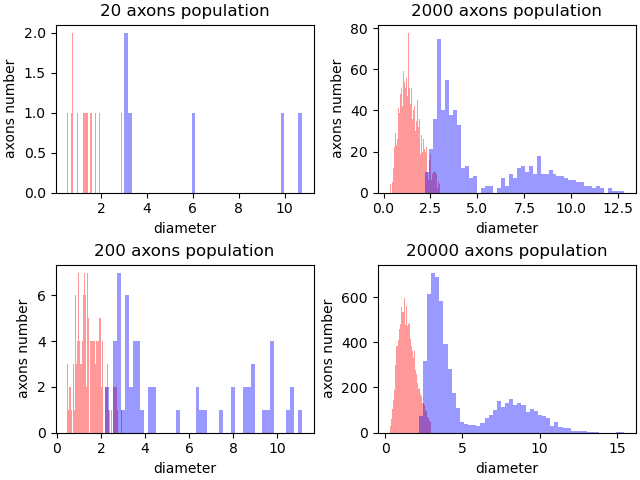 20 axons population
2.0
1.5
1.0
0.5
0.0
axons number
2 4 6 8 10
diameter
2000 axons population
80
60
40
20
0
axons number
0.0 2.5 5.0 7.5 10.0 12.5
diameter
200 axons population
6
4
2
0
axons number
0 2 4 6 8 10
diameter
20000 axons population
600
400
200
0
axons number
0 5 10 15
diameter